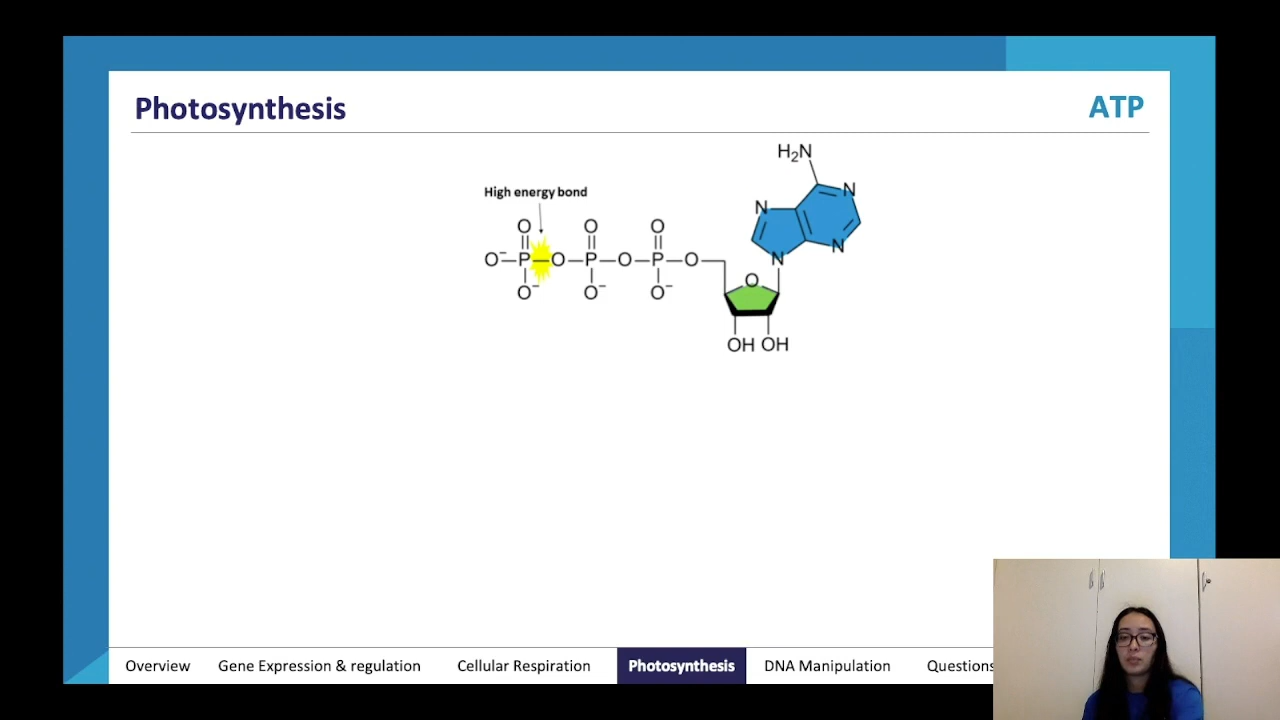 Photosynthesis
ATP
H₂N
High energy bond
N
N
O O O
N
O⁻–P–O–P–O–P–O
N
O⁻ O⁻ O⁻
O
OH OH
Overview Gene Expression & regulation Cellular Respiration Photosynthesis DNA Manipulation Questions